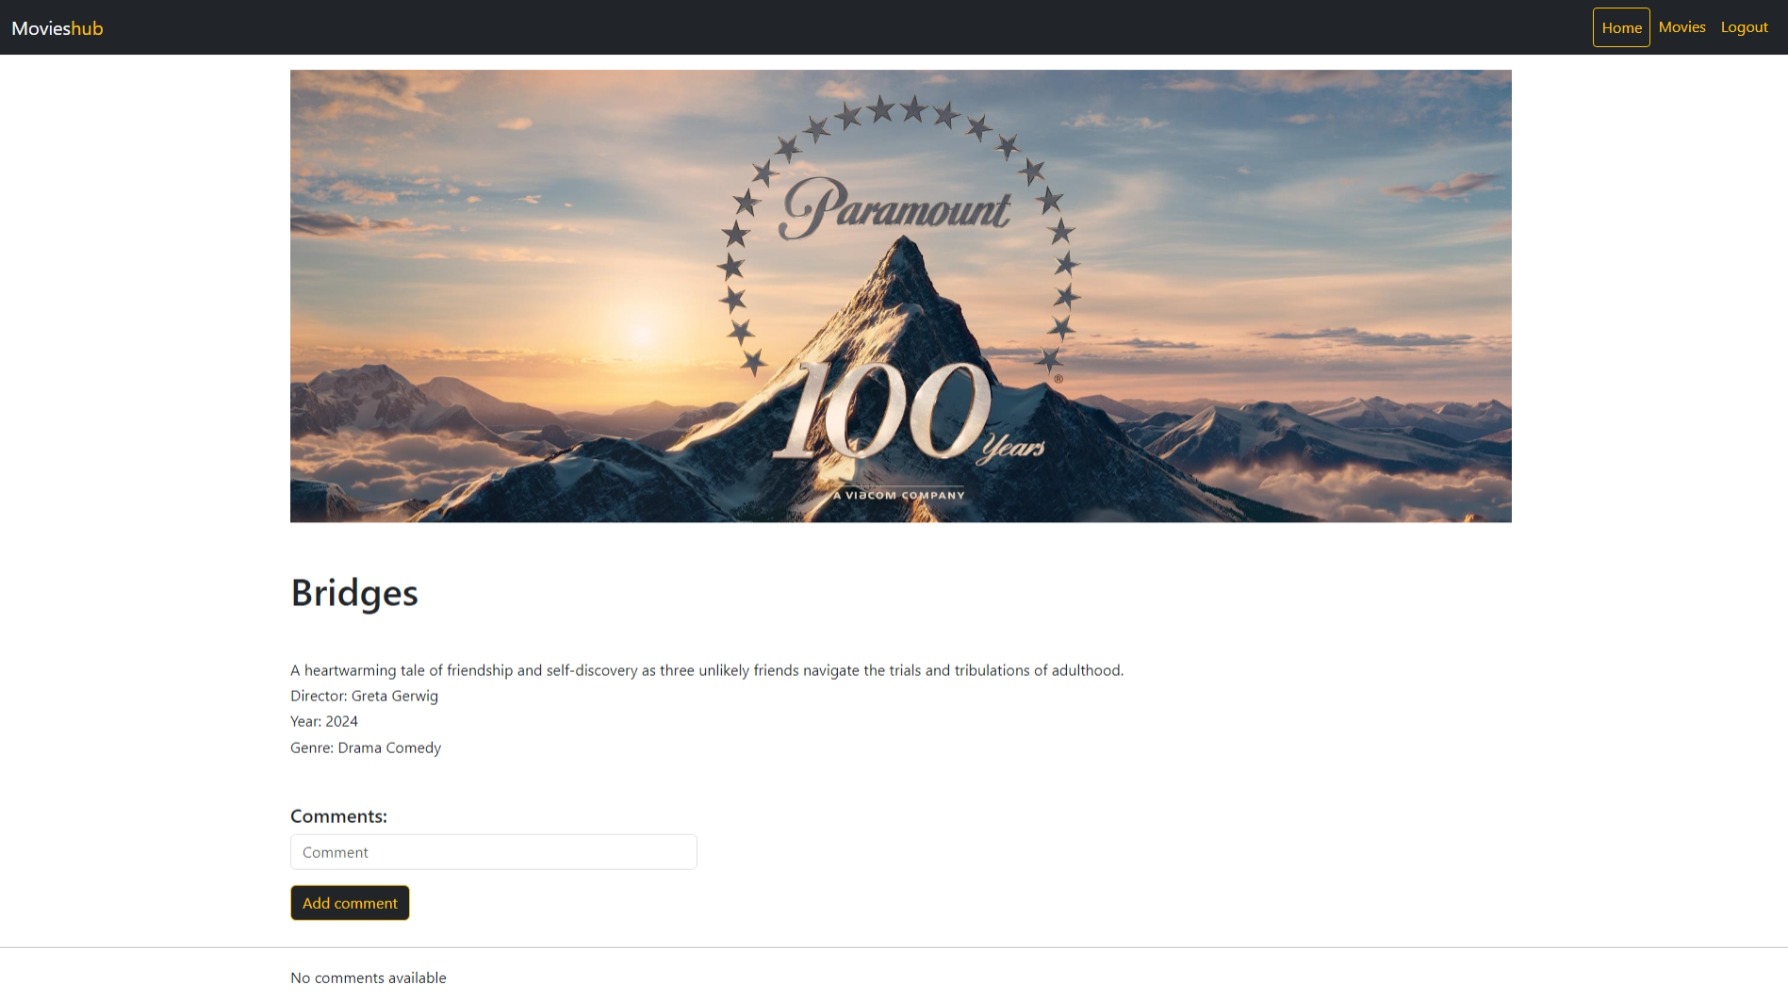 Movieshub
Home Movies Logout
Paramount
®
100 Years
A VIACOM COMPANY
Bridges
A heartwarming tale of friendship and self-discovery as three unlikely friends navigate the trials and tribulations of adulthood.
Director: Greta Gerwig
Year: 2024
Genre: Drama Comedy
Comments:
Comment
Add comment
No comments available